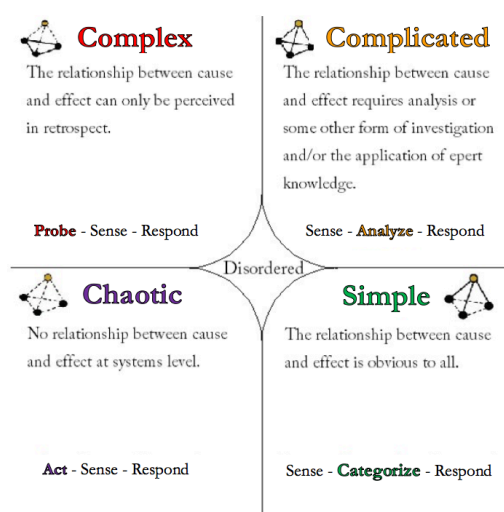 Complex
The relationship between cause
and effect can only be perceived
in retrospect.
Probe - Sense - Respond
Complicated
The relationship between cause
and effect requires analysis or
some other form of investigation
and/or the application of epert
knowledge.
Sense - Analyze - Respond
Disordered
Chaotic
No relationship between cause
and effect at systems level.
Act - Sense - Respond
Simple
The relationship between cause
and effect is obvious to all.
Sense - Categorize - Respond